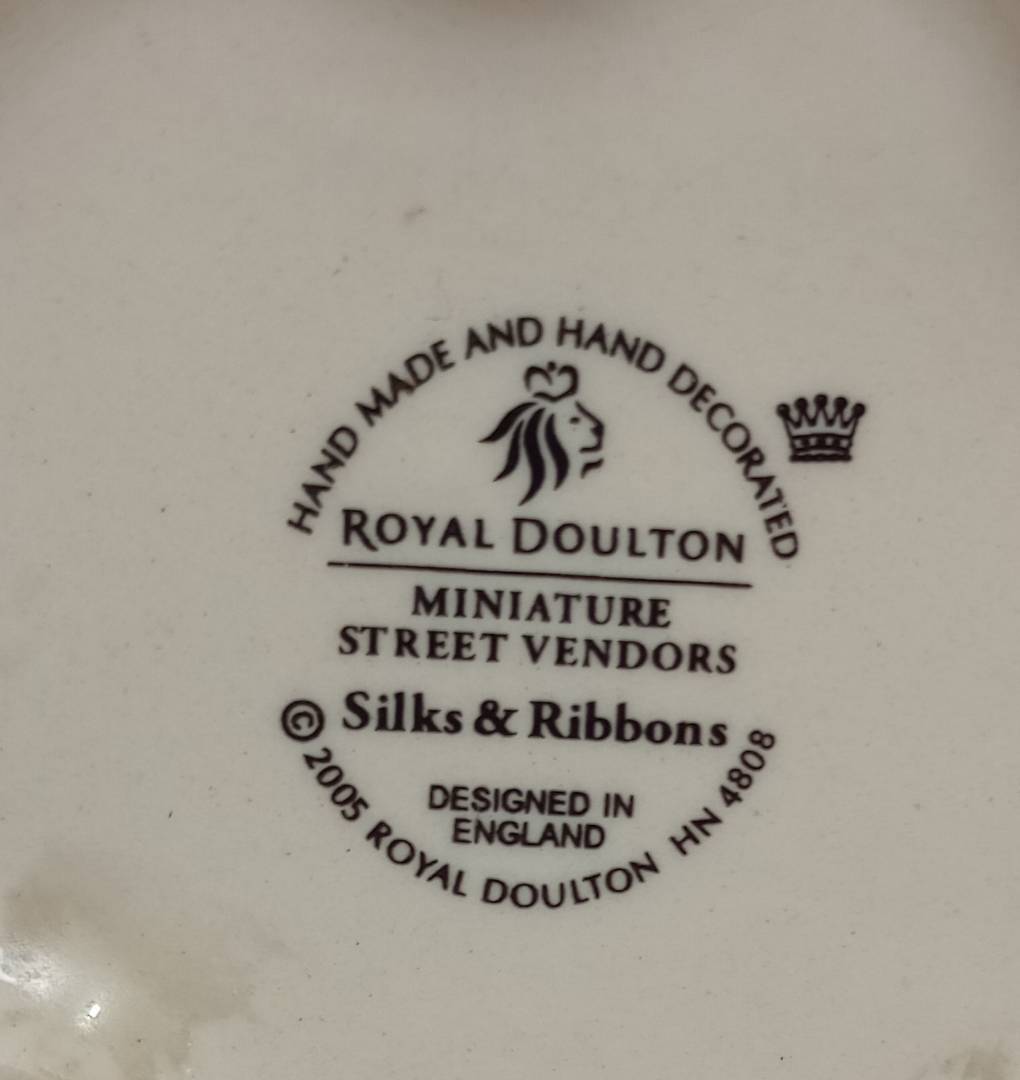 HAND MADE AND HAND DECORATED
ROYAL DOULTON
MINIATURE
STREET VENDORS
Silks & Ribbons
DESIGNED IN
ENGLAND
© 2005 ROYAL DOULTON HN 4808